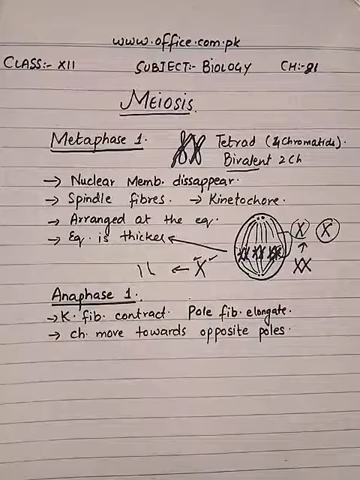 www.office.com.pk
CLASS:- XII SUBJECT:- BIOLOGY CH:- 21
MEIOSIS
Metaphase 1. Tetrad (4 Chromatids).
Bivalent 2 Ch
→ Nuclear Memb. dissappear.
→ Spindle fibres. → Kinetochore.
→ Arranged at the eq.
→ Eq. is thicker
Anaphase 1.
→ K. fib. contract. Pole fib. elongate.
→ ch. move towards opposite poles.